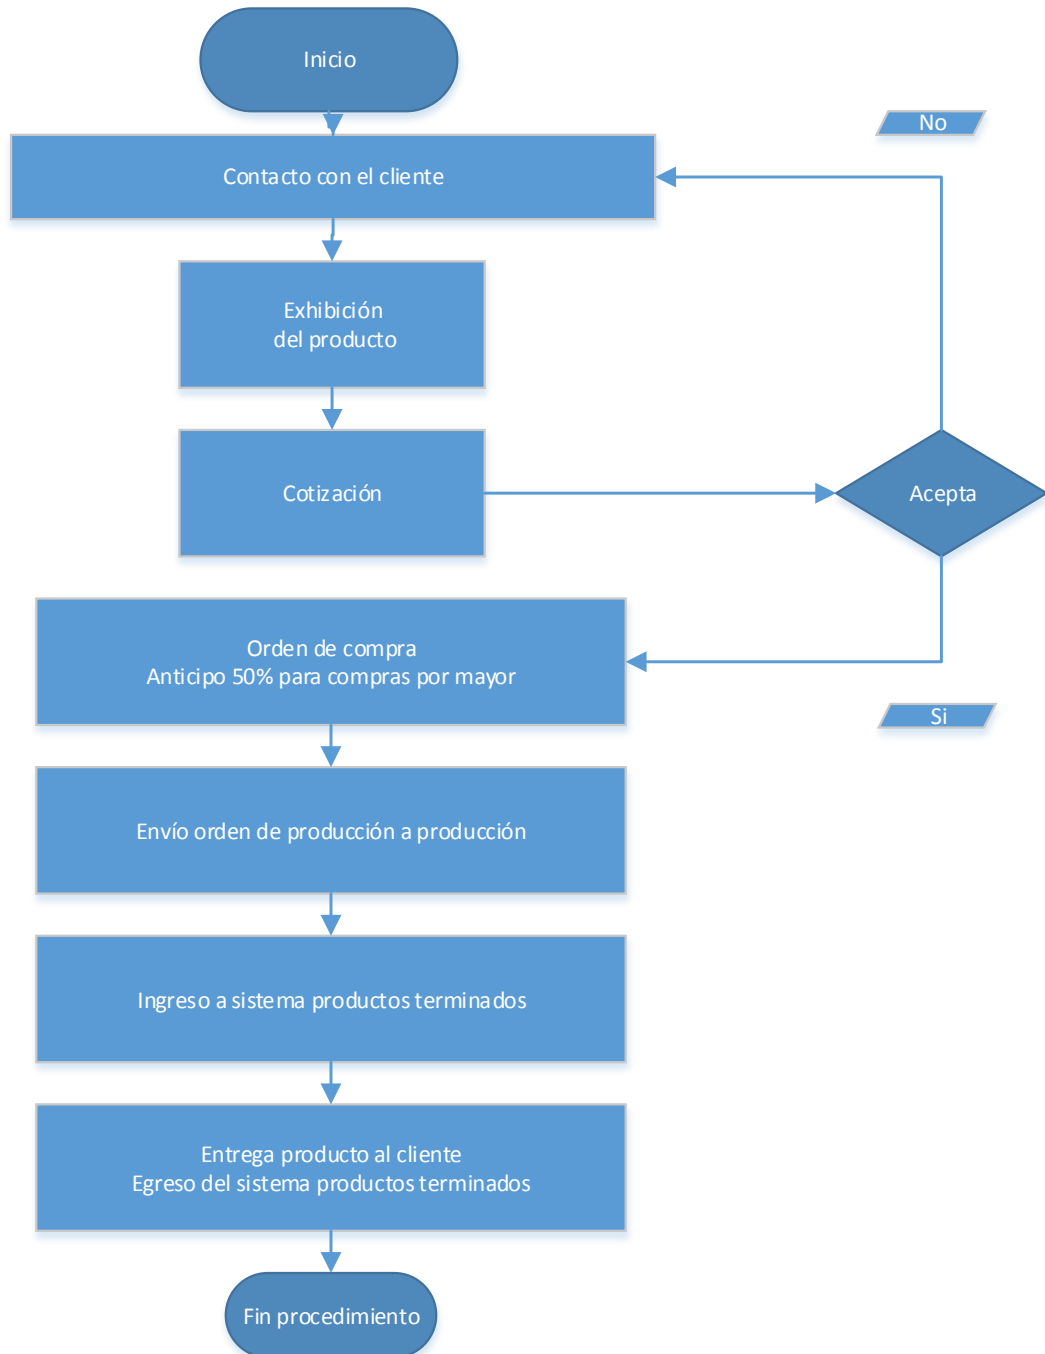 Inicio
No
Contacto con el cliente
Exhibición
del producto
Cotización
Acepta
Orden de compra
Anticipo 50% para compras por mayor
Si
Envío orden de producción a producción
Ingreso a sistema productos terminados
Entrega producto al cliente
Egreso del sistema productos terminados
Fin procedimiento